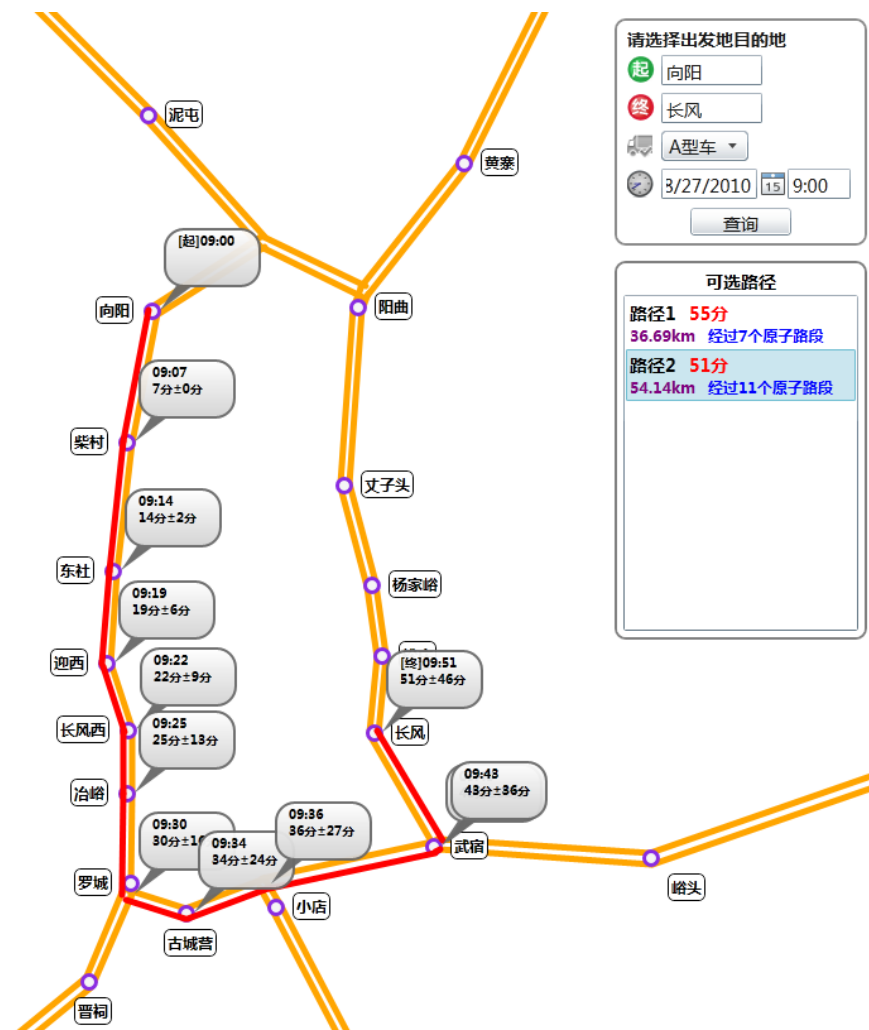 泥屯
黄寨
[起]09:00
向阳
阳曲
09:07
7分±0分
柴村
丈子头
09:14
14分±2分
东社
杨家峪
09:19
19分±6分
迎西
09:22
22分±9分
[终]09:51
51分±46分
长风西
09:25
25分±13分
长风
冶峪
09:43
43分±36分
09:30
30分±1
09:34
34分±24分
09:36
36分±27分
武宿
罗城
小店
峪头
古城营
晋祠
请选择出发地目的地
起 向阳
终 长风
A型车
8/27/2010 15 9:00
查询
可选路径
路径1 55分
36.69km 经过7个原子路段
路径2 51分
54.14km 经过11个原子路段